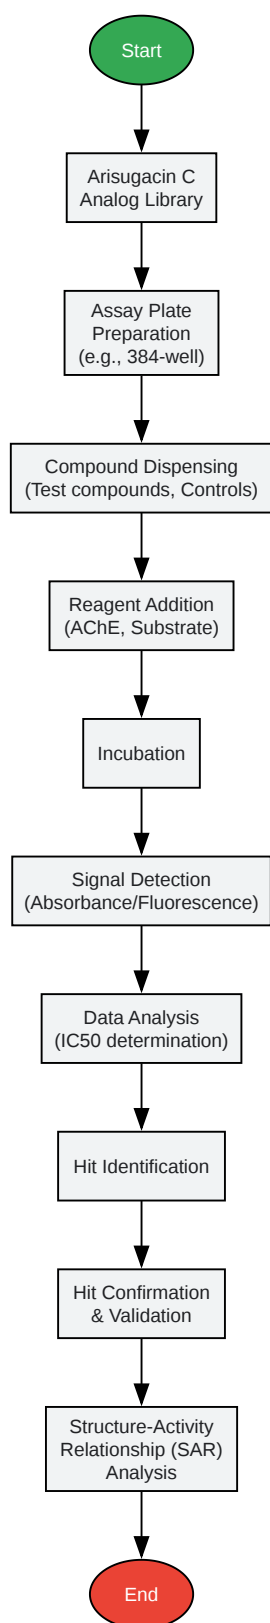 Start
Arisugacin C
Analog Library
Assay Plate
Preparation
(e.g., 384-well)
Compound Dispensing
(Test compounds, Controls)
Reagent Addition
(AChE, Substrate)
Incubation
Signal Detection
(Absorbance/Fluorescence)
Data Analysis
(IC50 determination)
Hit Identification
Hit Confirmation
& Validation
Structure-Activity
Relationship (SAR)
Analysis
End